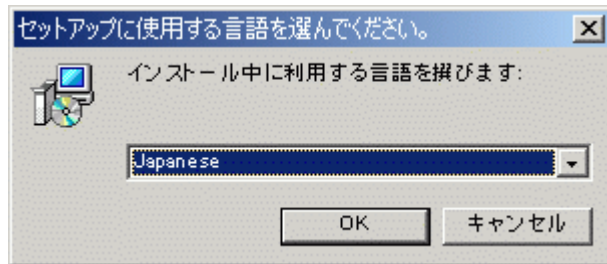 セットアップに使用する言語を選んでください。
インストール中に利用する言語を撰びます:
Japanese
OK
キャンセル